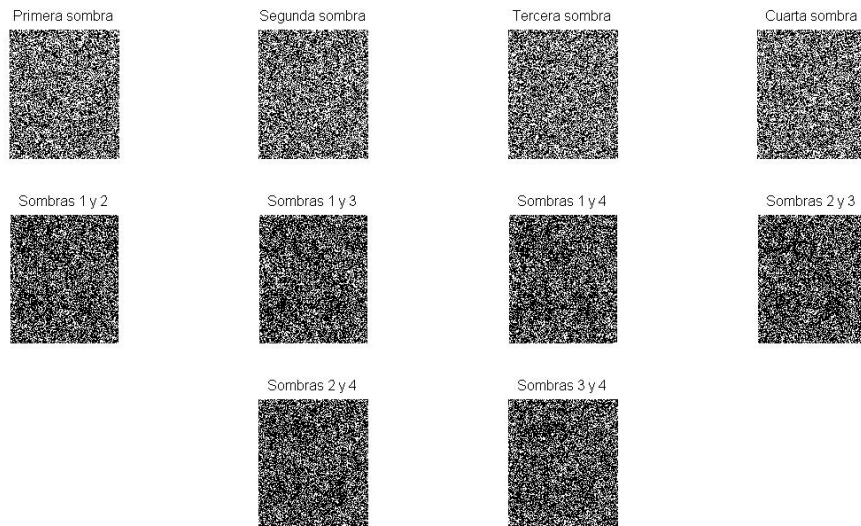 Primera sombra
Segunda sombra
Tercera sombra
Cuarta sombra
Sombras 1 y 2
Sombras 1 y 3
Sombras 1 y 4
Sombras 2 y 3
Sombras 2 y 4
Sombras 3 y 4